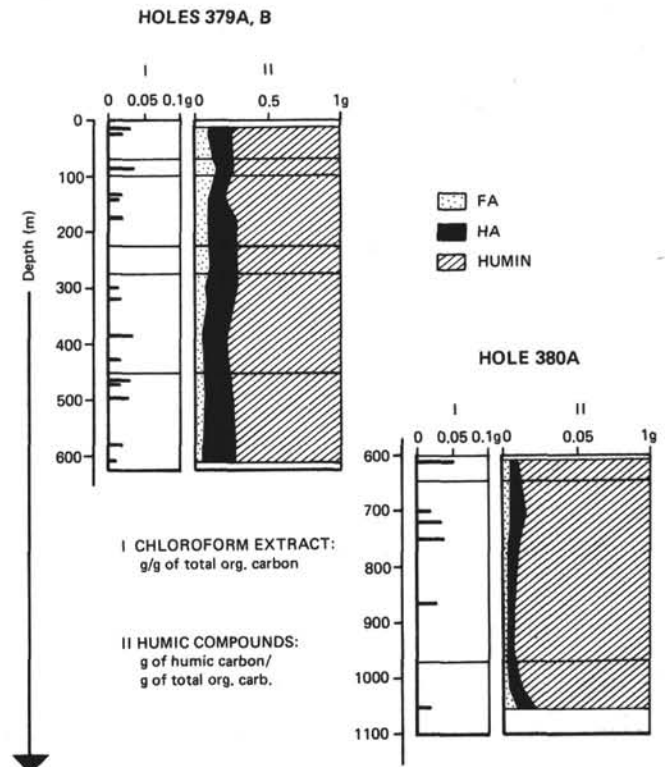 HOLES 379A, B
I II
0 0.05 0.1g 0 0.5 1g
0
100
200
300
400
500
600
Depth (m)
FA
HA
HUMIN
HOLE 380A
I II
0 0.05 0.1g 0 0.05 1g
600
700
800
900
1000
1100
I CHLOROFORM EXTRACT:
g/g of total org. carbon
II HUMIC COMPOUNDS:
g of humic carbon/
g of total org. carb.